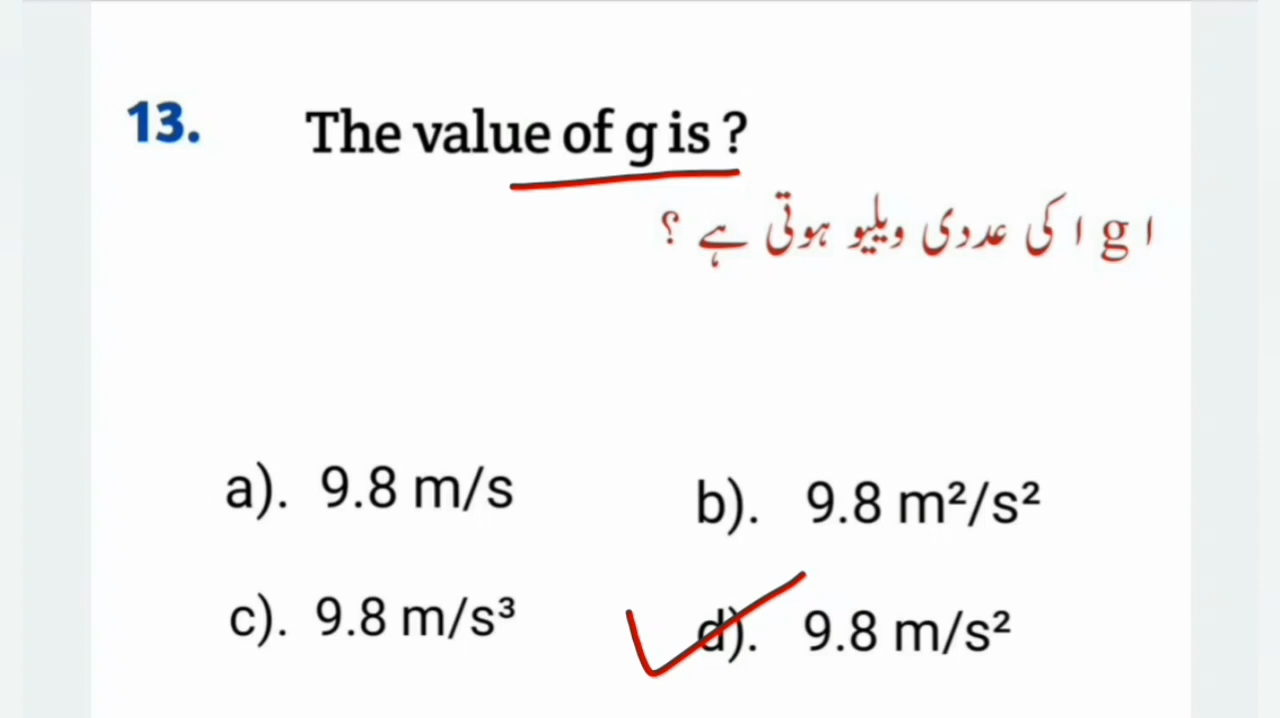 13. The value of g is ?
ا g ا کی عددی ویلیو ہوتی ہے ؟
a). 9.8 m/s
b). 9.8 m²/s²
c). 9.8 m/s³
d). 9.8 m/s²